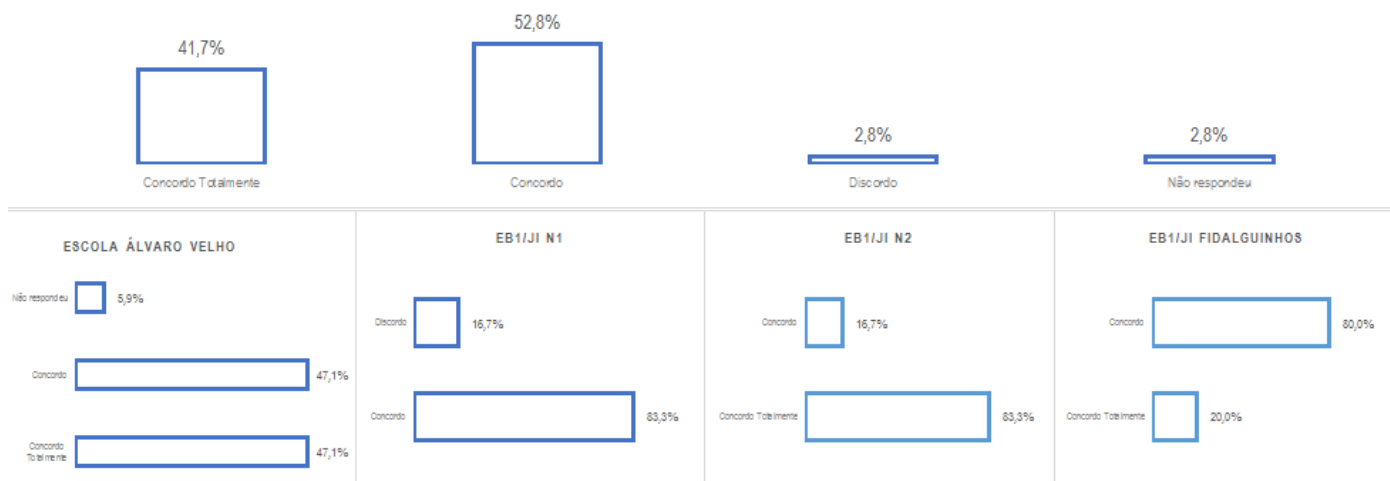 41,7%
52,8%
2,8%
2,8%
Concordo Totalmente
Concordo
Discordo
Não respondeu
ESCOLA ÁLVARO VELHO
Não respondeu
5,9%
Concordo
47,1%
Concordo
Totalmente
47,1%
EB1/JI N1
Discordo
16,7%
Concordo
83,3%
EB1/JI N2
Concordo
16,7%
Concordo Totalmente
83,3%
EB1/JI FIDALGUINHOS
Concordo
80,0%
Concordo Totalmente
20,0%